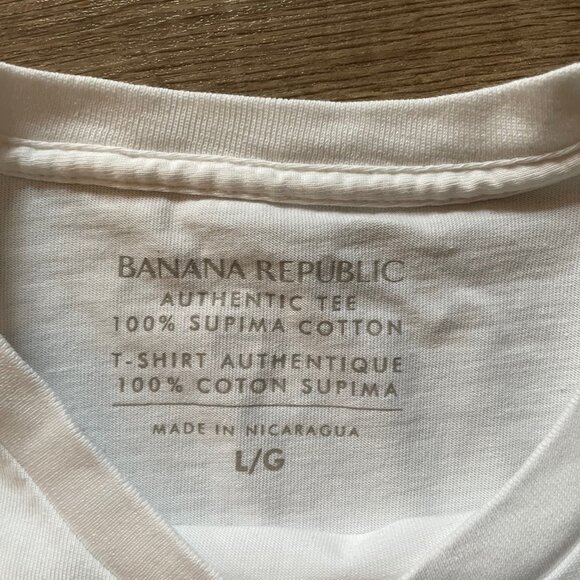 BANANA REPUBLIC
AUTHENTIC TEE
100% SUPIMA COTTON
T-SHIRT AUTHENTIQUE
100% COTON SUPIMA
MADE IN NICARAGUA
L/G